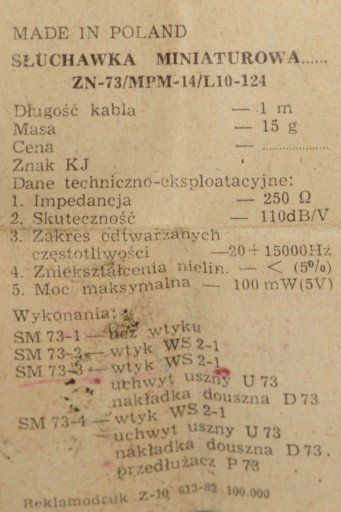 MADE IN POLAND
SŁUCHAWKA MINIATUROWA......
ZN-73/MPM-14/L10-124
Długość kabla — 1 m
Masa — 15 g
Cena — ....................
Znak KJ
Dane techniczno-eksploatacyjne:
1. Impedancja — 250 Ω
2. Skuteczność — 110dB/V
3. Zakres odtwarzanych
częstotliwości —20÷15000Hz
4. Zniekształcenia nielin. — < (5%)
5. Moc maksymalna — 100 mW(5V)
Wykonania:
SM 73-1 — bez wtyku
SM 73-2 — wtyk WS 2-1
SM 73-3 — wtyk WS 2-1
uchwyt uszny U 73
nakładka douszna D 73
SM 73-4 — wtyk WS 2-1
uchwyt uszny U 73
nakładka douszna D 73.
przedłużacz P 73
Reklamodruk Z-10, 613-82 100.000